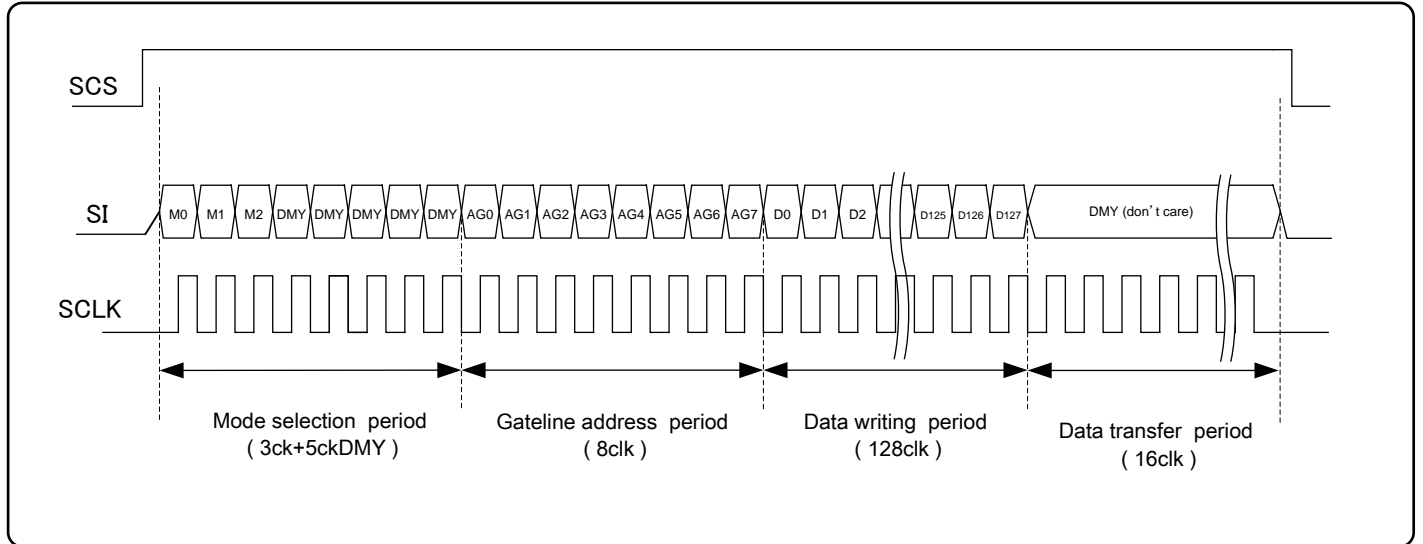 SCS
SI
M0 M1 M2 DMY DMY DMY DMY DMY AG0 AG1 AG2 AG3 AG4 AG5 AG6 AG7 D0 D1 D2 D125 D126 D127 DMY (don't care)
SCLK
Mode selection period
( 3ck+5ckDMY )
Gateline address period
( 8clk )
Data writing period
( 128clk )
Data transfer period
( 16clk )